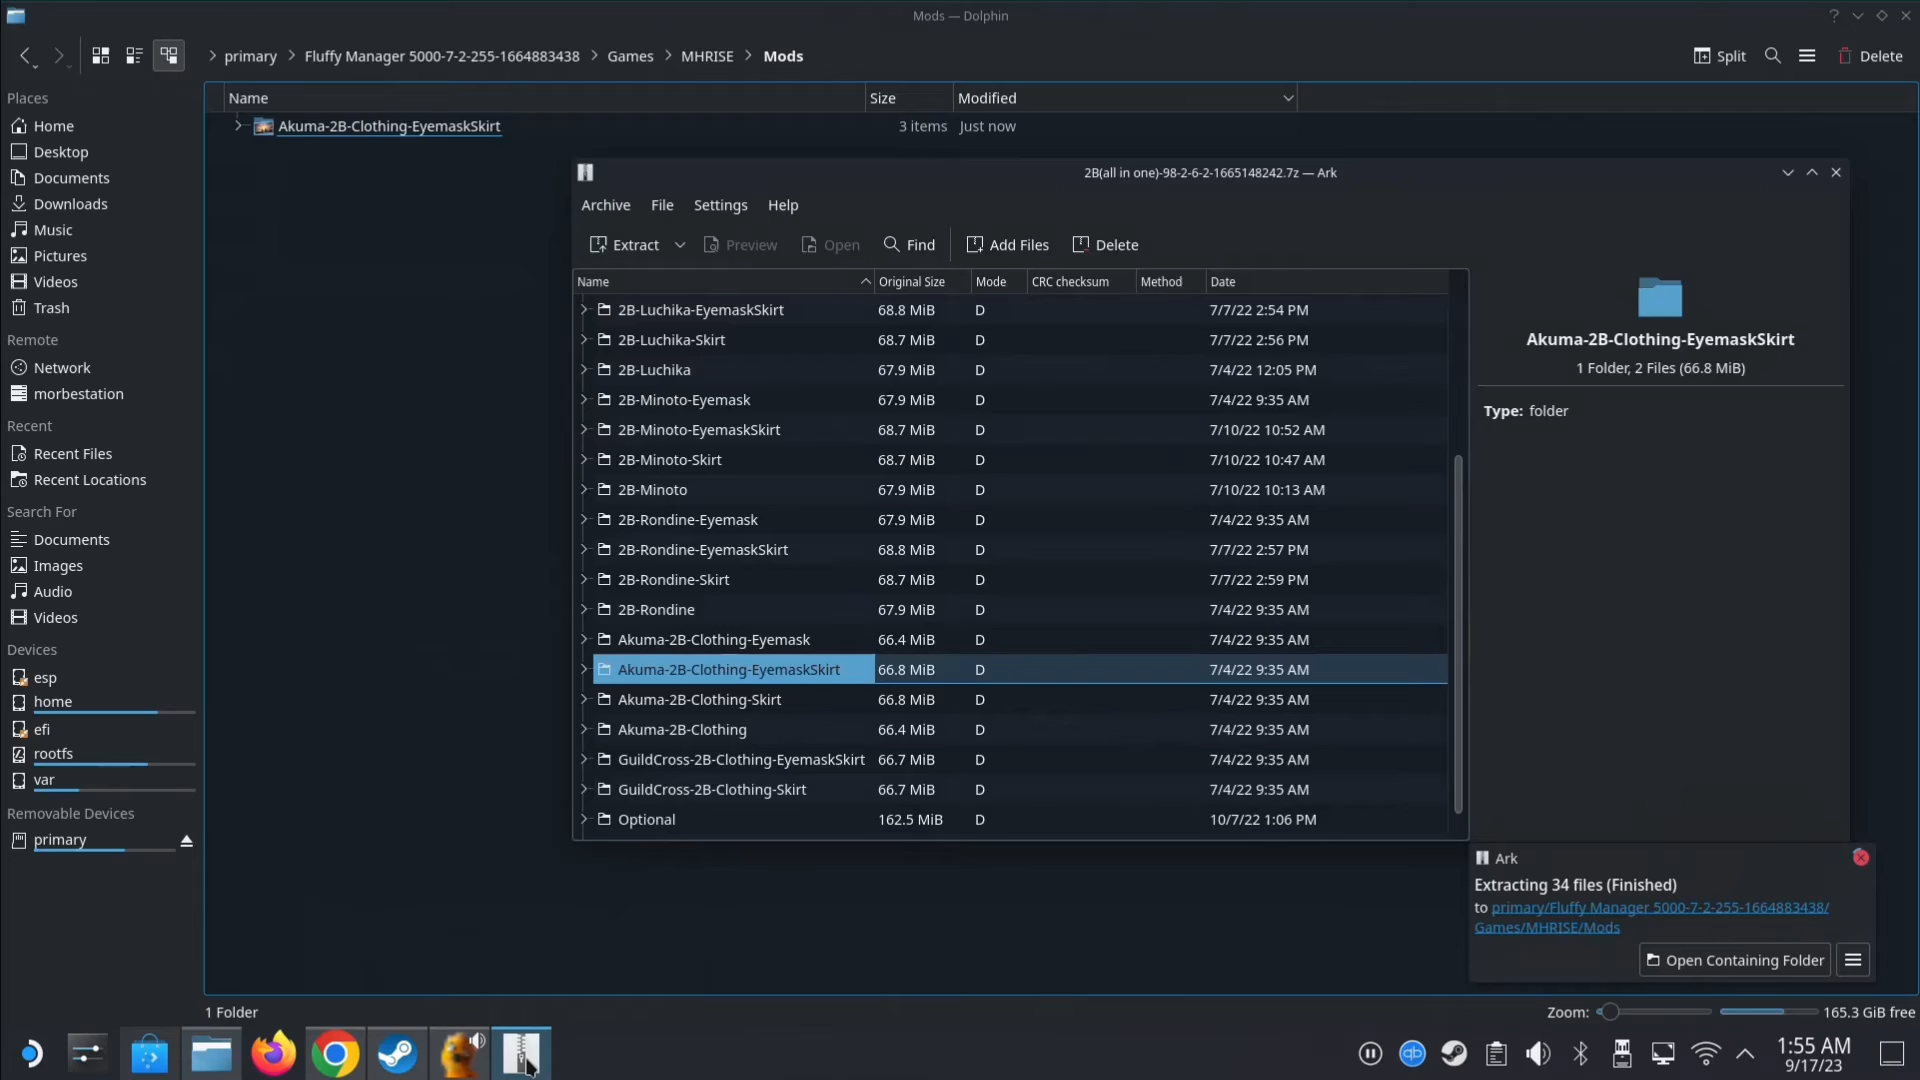 Mods — Dolphin
primary
Fluffy Manager 5000-7-2-255-1664883438
Games
MHRISE
Mods
Split
Delete
Places
Home
Desktop
Documents
Downloads
Music
Pictures
Videos
Trash
Remote
Network
morbestation
Recent
Recent Files
Recent Locations
Search For
Documents
Images
Audio
Videos
Devices
esp
home
efi
rootfs
var
Removable Devices
primary
Name Size Modified
Akuma-2B-Clothing-EyemaskSkirt 3 items Just now
2B(all in one)-98-2-6-2-1665148242.7z — Ark
Archive File Settings Help
Extract Preview Open Find Add Files Delete
Name Original Size Mode CRC checksum Method Date
2B-Luchika-EyemaskSkirt 68.8 MiB D 7/7/22 2:54 PM
2B-Luchika-Skirt 68.7 MiB D 7/7/22 2:56 PM
2B-Luchika 67.9 MiB D 7/4/22 12:05 PM
2B-Minoto-Eyemask 67.9 MiB D 7/4/22 9:35 AM
2B-Minoto-EyemaskSkirt 68.7 MiB D 7/10/22 10:52 AM
2B-Minoto-Skirt 68.7 MiB D 7/10/22 10:47 AM
2B-Minoto 67.9 MiB D 7/10/22 10:13 AM
2B-Rondine-Eyemask 67.9 MiB D 7/4/22 9:35 AM
2B-Rondine-EyemaskSkirt 68.8 MiB D 7/7/22 2:57 PM
2B-Rondine-Skirt 68.7 MiB D 7/7/22 2:59 PM
2B-Rondine 67.9 MiB D 7/4/22 9:35 AM
Akuma-2B-Clothing-Eyemask 66.4 MiB D 7/4/22 9:35 AM
Akuma-2B-Clothing-EyemaskSkirt 66.8 MiB D 7/4/22 9:35 AM
Akuma-2B-Clothing-Skirt 66.8 MiB D 7/4/22 9:35 AM
Akuma-2B-Clothing 66.4 MiB D 7/4/22 9:35 AM
GuildCross-2B-Clothing-EyemaskSkirt 66.7 MiB D 7/4/22 9:35 AM
GuildCross-2B-Clothing-Skirt 66.7 MiB D 7/4/22 9:35 AM
Optional 162.5 MiB D 10/7/22 1:06 PM
Akuma-2B-Clothing-EyemaskSkirt
1 Folder, 2 Files (66.8 MiB)
Type: folder
Ark
Extracting 34 files (Finished)
to primary/Fluffy Manager 5000-7-2-255-1664883438/
Games/MHRISE/Mods
Open Containing Folder
1 Folder
Zoom:
165.3 GiB free
1:55 AM
9/17/23